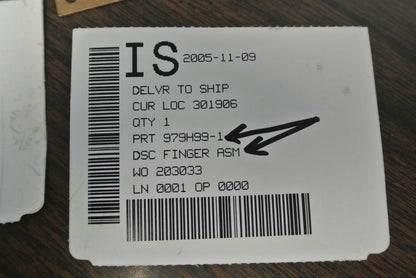 IS 2005-11-09
DELVR TO SHIP
CUR LOC 301906
QTY 1
PRT 979H99-1
DSC FINGER ASM
WO 203033
LN 0001 OP 0000